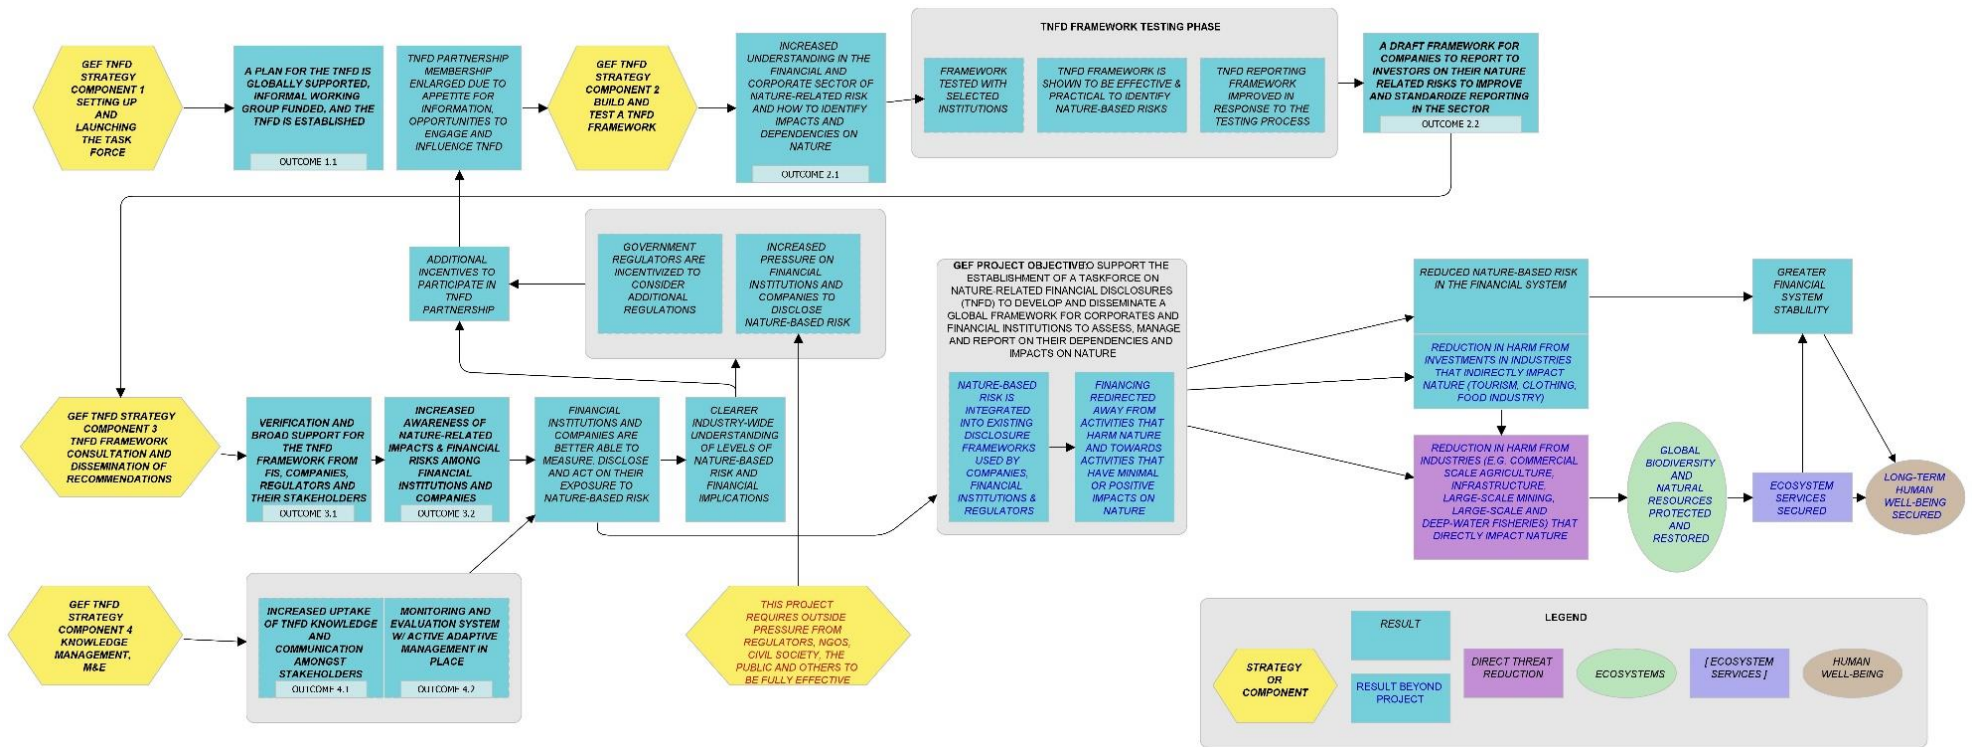 GEF TNFD
STRATEGY
COMPONENT 1
SETTING UP
AND
LAUNCHING
THE TASK
FORCE
A PLAN FOR THE TNFD IS
GLOBALLY SUPPORTED,
INFORMAL WORKING
GROUP FUNDED, AND THE
TNFD IS ESTABLISHED
OUTCOME 1.1
TNFD PARTNERSHIP
MEMBERSHIP
ENLARGED DUE TO
APPETITE FOR
INFORMATION,
OPPORTUNITIES TO
ENGAGE AND
INFLUENCE TNFD
GEF TNFD
STRATEGY
COMPONENT 2
BUILD AND
TEST A TNFD
FRAMEWORK
INCREASED
UNDERSTANDING IN THE
FINANCIAL AND
CORPORATE SECTOR OF
NATURE-RELATED RISK
AND HOW TO IDENTIFY
IMPACTS AND
DEPENDENCIES ON
NATURE
OUTCOME 2.1
TNFD FRAMEWORK TESTING PHASE
FRAMEWORK
TESTED WITH
SELECTED
INSTITUTIONS
TNFD FRAMEWORK IS
SHOWN TO BE EFFECTIVE &
PRACTICAL TO IDENTIFY
NATURE-BASED RISKS
TNFD REPORTING
FRAMEWORK
IMPROVED IN
RESPONSE TO THE
TESTING PROCESS
A DRAFT FRAMEWORK FOR
COMPANIES TO REPORT TO
INVESTORS ON THEIR NATURE
RELATED RISKS TO IMPROVE
AND STANDARDIZE REPORTING
IN THE SECTOR
OUTCOME 2.2
ADDITIONAL
INCENTIVES TO
PARTICIPATE IN
TNFD
PARTNERSHIP
GOVERNMENT
REGULATORS ARE
INCENTIVIZED TO
CONSIDER
ADDITIONAL
REGULATIONS
INCREASED
PRESSURE ON
FINANCIAL
INSTITUTIONS AND
COMPANIES TO
DISCLOSE
NATURE-BASED RISK
GEF PROJECT OBJECTIVE: TO SUPPORT THE
ESTABLISHMENT OF A TASKFORCE ON
NATURE-RELATED FINANCIAL DISCLOSURES
(TNFD) TO DEVELOP AND DISSEMINATE A
GLOBAL FRAMEWORK FOR CORPORATES AND
FINANCIAL INSTITUTIONS TO ASSESS, MANAGE
AND REPORT ON THEIR DEPENDENCIES AND
IMPACTS ON NATURE
NATURE-BASED
RISK IS
INTEGRATED
INTO EXISTING
DISCLOSURE
FRAMEWORKS
USED BY
COMPANIES,
FINANCIAL
INSTITUTIONS &
REGULATORS
FINANCING
REDIRECTED
AWAY FROM
ACTIVITIES THAT
HARM NATURE
AND TOWARDS
ACTIVITIES THAT
HAVE MINIMAL
OR POSITIVE
IMPACTS ON
NATURE
REDUCED NATURE-BASED RISK
IN THE FINANCIAL SYSTEM
REDUCTION IN HARM FROM
INVESTMENTS IN INDUSTRIES
THAT INDIRECTLY IMPACT
NATURE (TOURISM, CLOTHING,
FOOD INDUSTRY)
GREATER
FINANCIAL
SYSTEM
STABLILITY
GEF TNFD STRATEGY
COMPONENT 3
TNFD FRAMEWORK
CONSULTATION AND
DISSEMINATION OF
RECOMMENDATIONS
VERIFICATION AND
BROAD SUPPORT FOR
THE TNFD
FRAMEWORK FROM
FIS, COMPANIES,
REGULATORS AND
THEIR STAKEHOLDERS
OUTCOME 3.1
INCREASED
AWARENESS OF
NATURE-RELATED
IMPACTS & FINANCIAL
RISKS AMONG
FINANCIAL
INSTITUTIONS AND
COMPANIES
OUTCOME 3.2
FINANCIAL
INSTITUTIONS AND
COMPANIES ARE
BETTER ABLE TO
MEASURE, DISCLOSE
AND ACT ON THEIR
EXPOSURE TO
NATURE-BASED RISK
CLEARER
INDUSTRY-WIDE
UNDERSTANDING
OF LEVELS OF
NATURE-BASED
RISK AND
FINANCIAL
IMPLICATIONS
REDUCTION IN HARM FROM
INDUSTRIES (E.G. COMMERCIAL
SCALE AGRICULTURE,
INFRASTRUCTURE,
LARGE-SCALE MINING,
LARGE-SCALE AND
DEEP-WATER FISHERIES) THAT
DIRECTLY IMPACT NATURE
GLOBAL
BIODIVERSITY
AND
NATURAL
RESOURCES
PROTECTED
AND
RESTORED
ECOSYSTEM
SERVICES
SECURED
LONG-TERM
HUMAN
WELL-BEING
SECURED
GEF TNFD
STRATEGY
COMPONENT 4
KNOWLEDGE
MANAGEMENT,
M&E
INCREASED UPTAKE
OF TNFD KNOWLEDGE
AND
COMMUNICATION
AMONGST
STAKEHOLDERS
OUTCOME 4.1
MONITORING AND
EVALUATION SYSTEM
W/ ACTIVE ADAPTIVE
MANAGEMENT IN
PLACE
OUTCOME 4.2
THIS PROJECT
REQUIRES OUTSIDE
PRESSURE FROM
REGULATORS, NGOS,
CIVIL SOCIETY, THE
PUBLIC AND OTHERS TO
BE FULLY EFFECTIVE
LEGEND
STRATEGY
OR
COMPONENT
RESULT
RESULT BEYOND
PROJECT
DIRECT THREAT
REDUCTION
ECOSYSTEMS
[ ECOSYSTEM
SERVICES ]
HUMAN
WELL-BEING